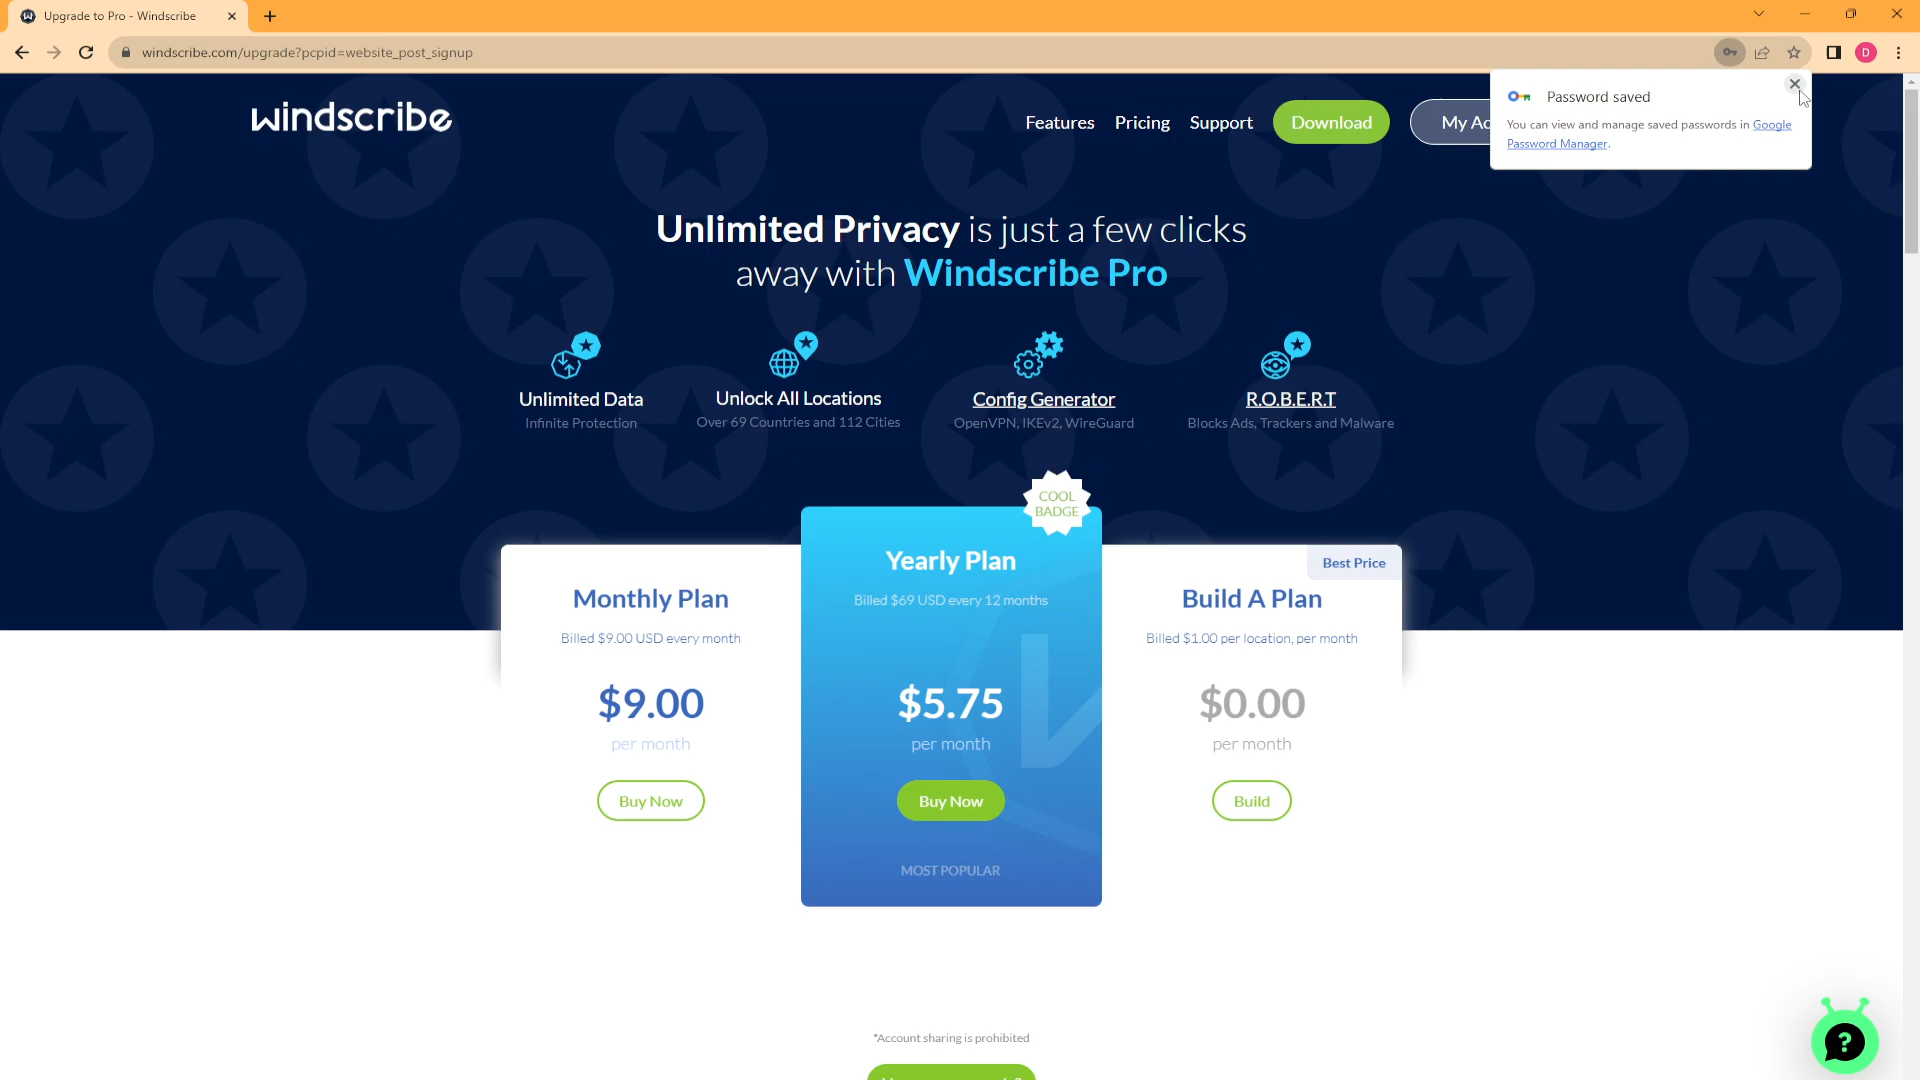 Upgrade to Pro - Windscribe
windscribe.com/upgrade?pcpid=website_post_signup
D
windscribe
Features Pricing Support Download My Ac
Password saved
You can view and manage saved passwords in Google
Password Manager.
Unlimited Privacy is just a few clicks
away with Windscribe Pro
Unlimited Data
Infinite Protection
Unlock All Locations
Over 69 Countries and 112 Cities
Config Generator
OpenVPN, IKEv2, WireGuard
R.O.B.E.R.T
Blocks Ads, Trackers and Malware
Monthly Plan
Billed $9.00 USD every month
$9.00
per month
Buy Now
COOL
BADGE
Yearly Plan
Billed $69 USD every 12 months
$5.75
per month
Buy Now
MOST POPULAR
Best Price
Build A Plan
Billed $1.00 per location, per month
$0.00
per month
Build
*Account sharing is prohibited
?